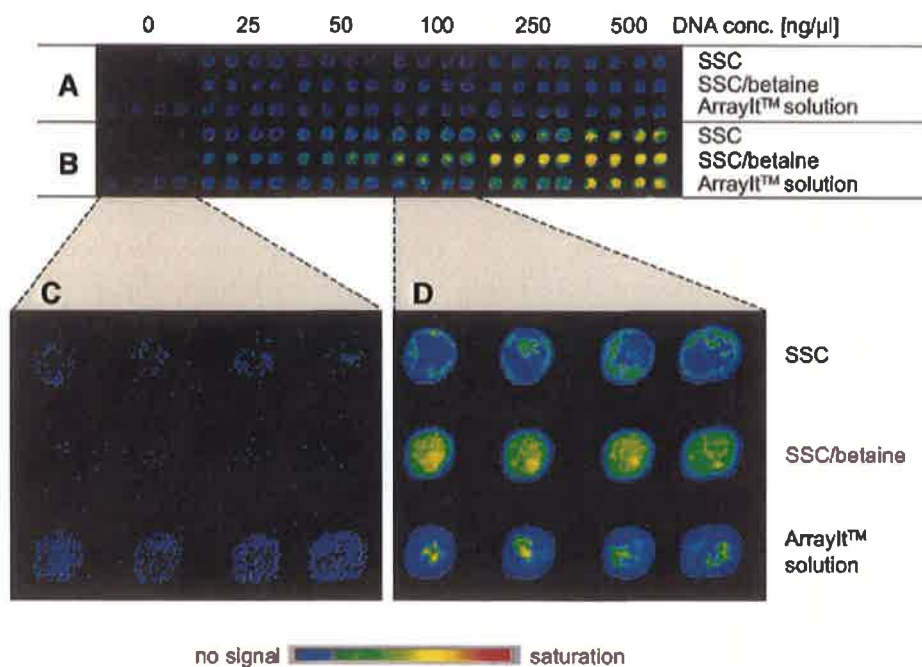 0 25 50 100 250 500 DNA conc. [ng/µl]
A
SSC
SSC/betaine
ArrayIt™ solution
B
SSC
SSC/betaine
ArrayIt™ solution
C D
SSC
SSC/betaine
ArrayIt™
solution
no signal saturation